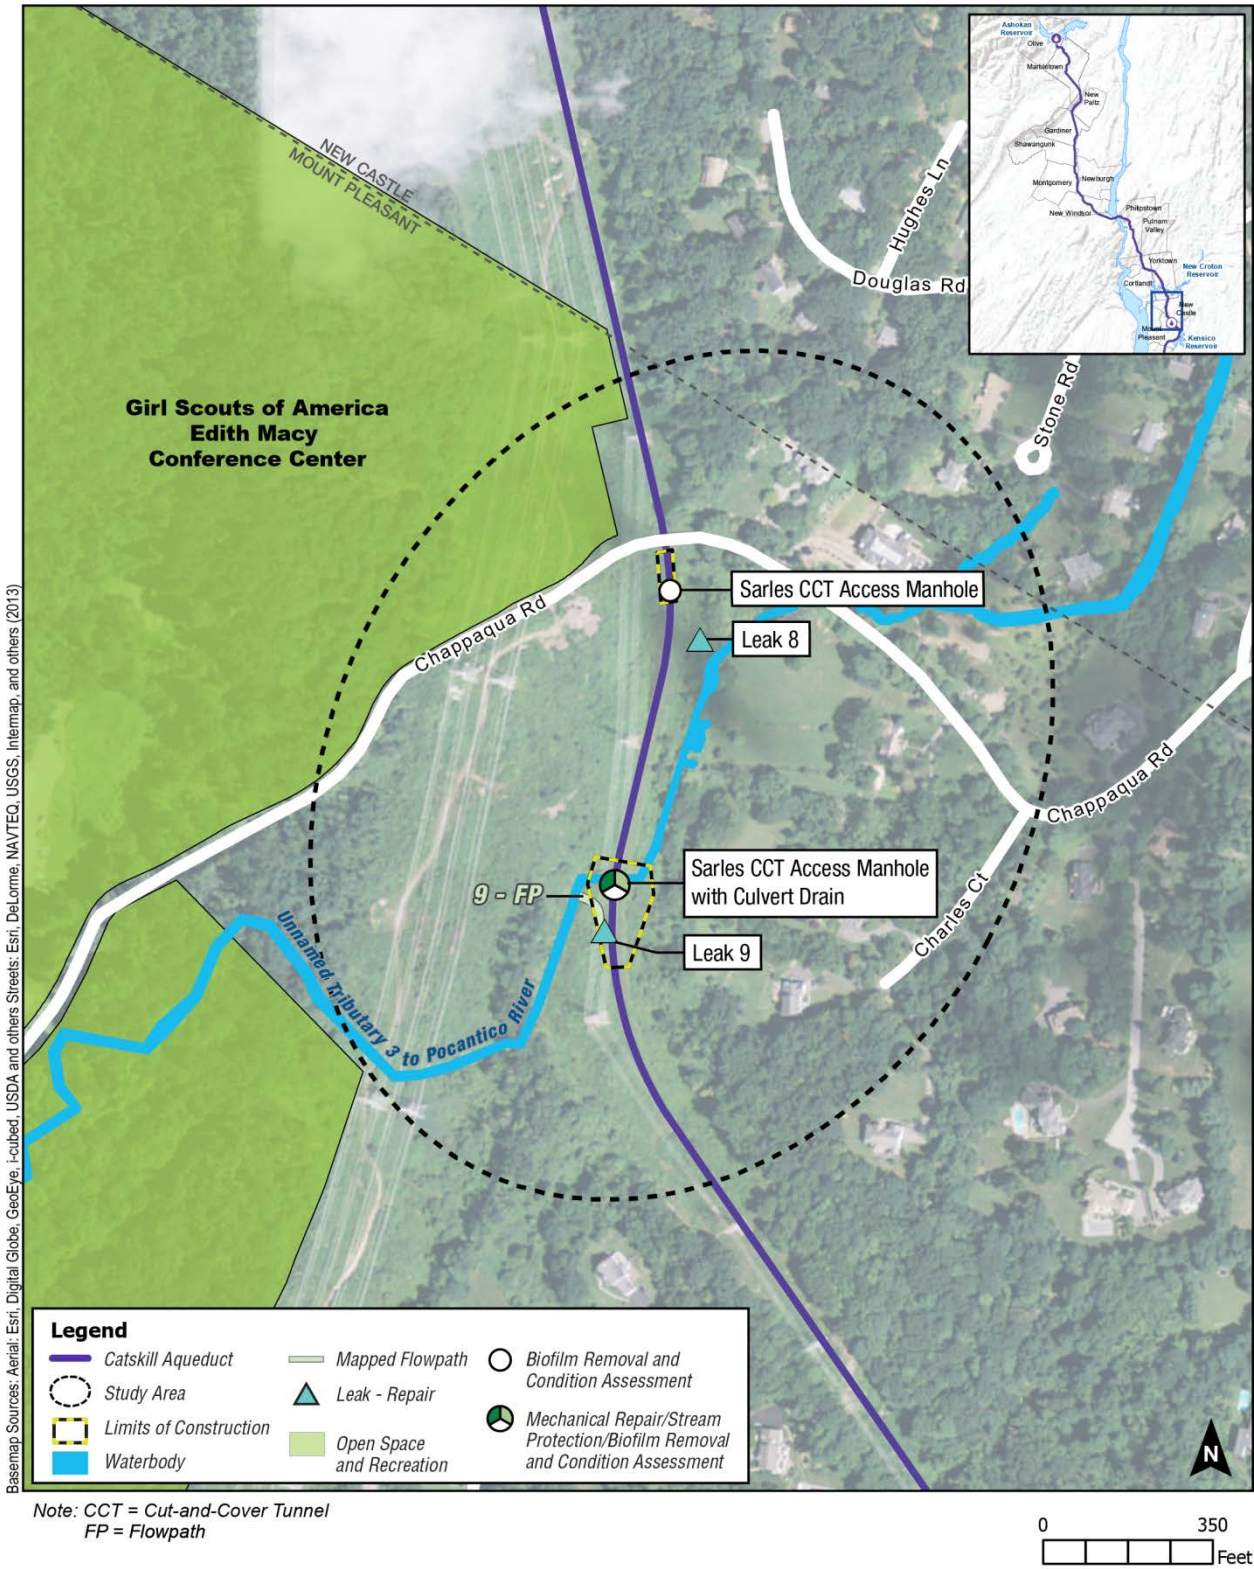 Ashokan
Reservoir
Olive
Marbletown
New
Paltz
Gardiner
Shawangunk
Montgomery
Newburgh
New Windsor
Philipstown
Putnam
Valley
Yorktown
New Croton
Reservoir
Cortlandt
New
Castle
Mount
Pleasant
Kensico
Reservoir
NEW CASTLE
MOUNT PLEASANT
Hughes Ln
Douglas Rd
Stone Rd
Girl Scouts of America
Edith Macy
Conference Center
Chappaqua Rd
Sarles CCT Access Manhole
Leak 8
Chappaqua Rd
Sarles CCT Access Manhole
with Culvert Drain
9 - FP
Leak 9
Charles Ct
Unnamed Tributary 3 to Pocantico River
Basemap Sources: Aerial: Esri, Digital Globe, GeoEye, i-cubed, USDA and others Streets: Esri, DeLorme, NAVTEQ, USGS, Intermap, and others (2013)
Legend
Catskill Aqueduct
Study Area
Limits of Construction
Waterbody
Mapped Flowpath
Leak - Repair
Open Space
and Recreation
Biofilm Removal and
Condition Assessment
Mechanical Repair/Stream
Protection/Biofilm Removal
and Condition Assessment
N
Note: CCT = Cut-and-Cover Tunnel
FP = Flowpath
0 350
Feet